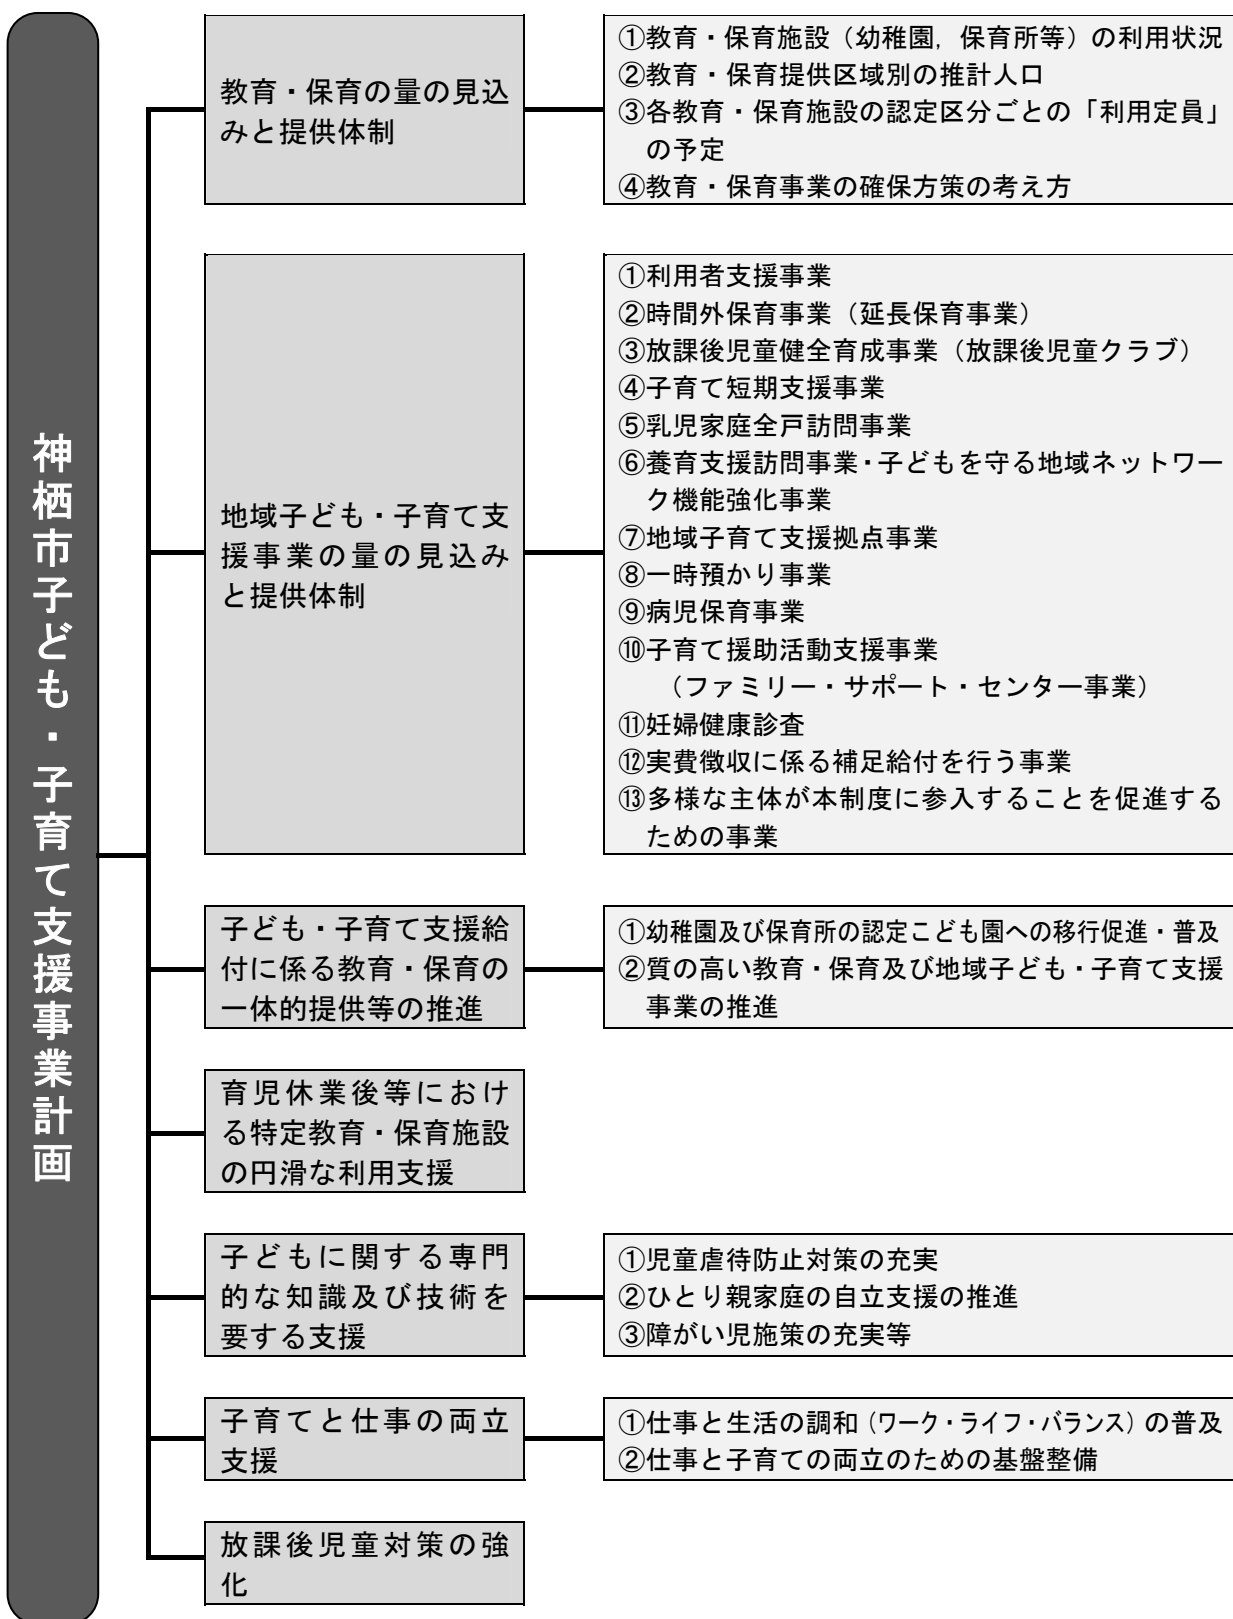 神栖市子ども・子育て支援事業計画
教育・保育の量の見込
みと提供体制
①教育・保育施設（幼稚園，保育所等）の利用状況
②教育・保育提供区域別の推計人口
③各教育・保育施設の認定区分ごとの「利用定員」
の予定
④教育・保育事業の確保方策の考え方
地域子ども・子育て支
援事業の量の見込み
と提供体制
①利用者支援事業
②時間外保育事業（延長保育事業）
③放課後児童健全育成事業（放課後児童クラブ）
④子育て短期支援事業
⑤乳児家庭全戸訪問事業
⑥養育支援訪問事業・子どもを守る地域ネットワー
ク機能強化事業
⑦地域子育て支援拠点事業
⑧一時預かり事業
⑨病児保育事業
⑩子育て援助活動支援事業
（ファミリー・サポート・センター事業）
⑪妊婦健康診査
⑫実費徴収に係る補足給付を行う事業
⑬多様な主体が本制度に参入することを促進する
ための事業
子ども・子育て支援給
付に係る教育・保育の
一体的提供等の推進
①幼稚園及び保育所の認定こども園への移行促進・普及
②質の高い教育・保育及び地域子ども・子育て支援
事業の推進
育児休業後等におけ
る特定教育・保育施設
の円滑な利用支援
子どもに関する専門
的な知識及び技術を
要する支援
①児童虐待防止対策の充実
②ひとり親家庭の自立支援の推進
③障がい児施策の充実等
子育てと仕事の両立
支援
①仕事と生活の調和（ワーク・ライフ・バランス）の普及
②仕事と子育ての両立のための基盤整備
放課後児童対策の強
化